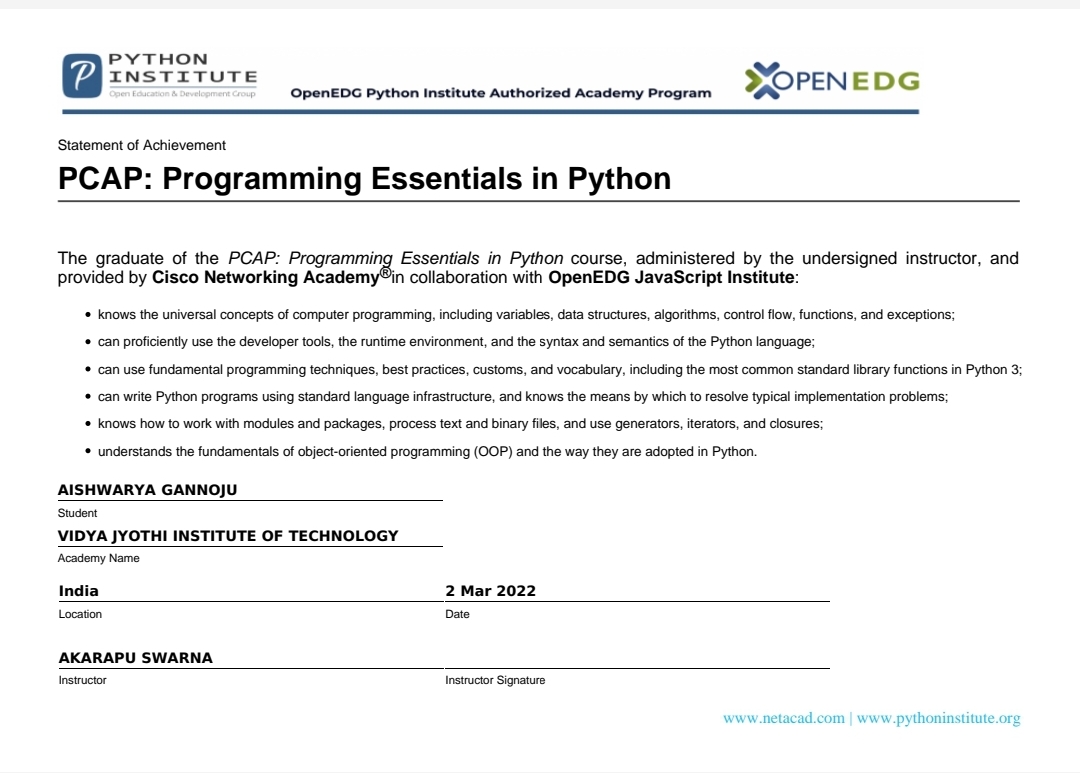 PYTHON
INSTITUTE
Open Education & Development Group
OpenEDG Python Institute Authorized Academy Program
OPENEDG
Statement of Achievement
PCAP: Programming Essentials in Python
The graduate of the PCAP: Programming Essentials in Python course, administered by the undersigned instructor, and
provided by Cisco Networking Academy®in collaboration with OpenEDG JavaScript Institute:
• knows the universal concepts of computer programming, including variables, data structures, algorithms, control flow, functions, and exceptions;
• can proficiently use the developer tools, the runtime environment, and the syntax and semantics of the Python language;
• can use fundamental programming techniques, best practices, customs, and vocabulary, including the most common standard library functions in Python 3;
• can write Python programs using standard language infrastructure, and knows the means by which to resolve typical implementation problems;
• knows how to work with modules and packages, process text and binary files, and use generators, iterators, and closures;
• understands the fundamentals of object-oriented programming (OOP) and the way they are adopted in Python.
AISHWARYA GANNOJU
Student
VIDYA JYOTHI INSTITUTE OF TECHNOLOGY
Academy Name
India 2 Mar 2022
Location Date
AKARAPU SWARNA
Instructor Instructor Signature
www.netacad.com | www.pythoninstitute.org